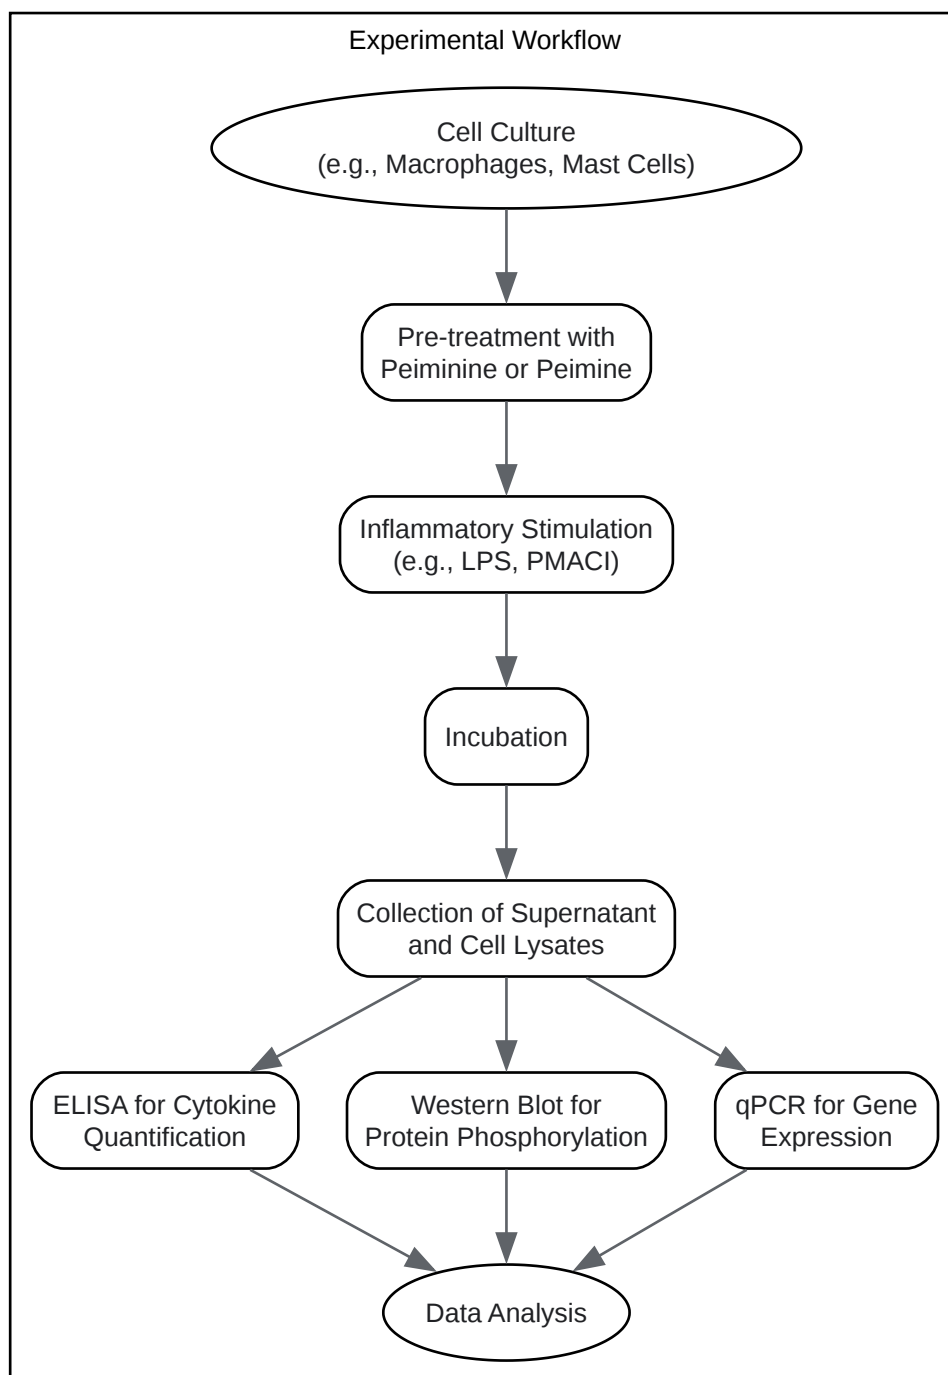 Experimental Workflow
Cell Culture
(e.g., Macrophages, Mast Cells)
Pre-treatment with
Peiminine or Peimine
Inflammatory Stimulation
(e.g., LPS, PMACI)
Incubation
Collection of Supernatant
and Cell Lysates
ELISA for Cytokine
Quantification
Western Blot for
Protein Phosphorylation
qPCR for Gene
Expression
Data Analysis